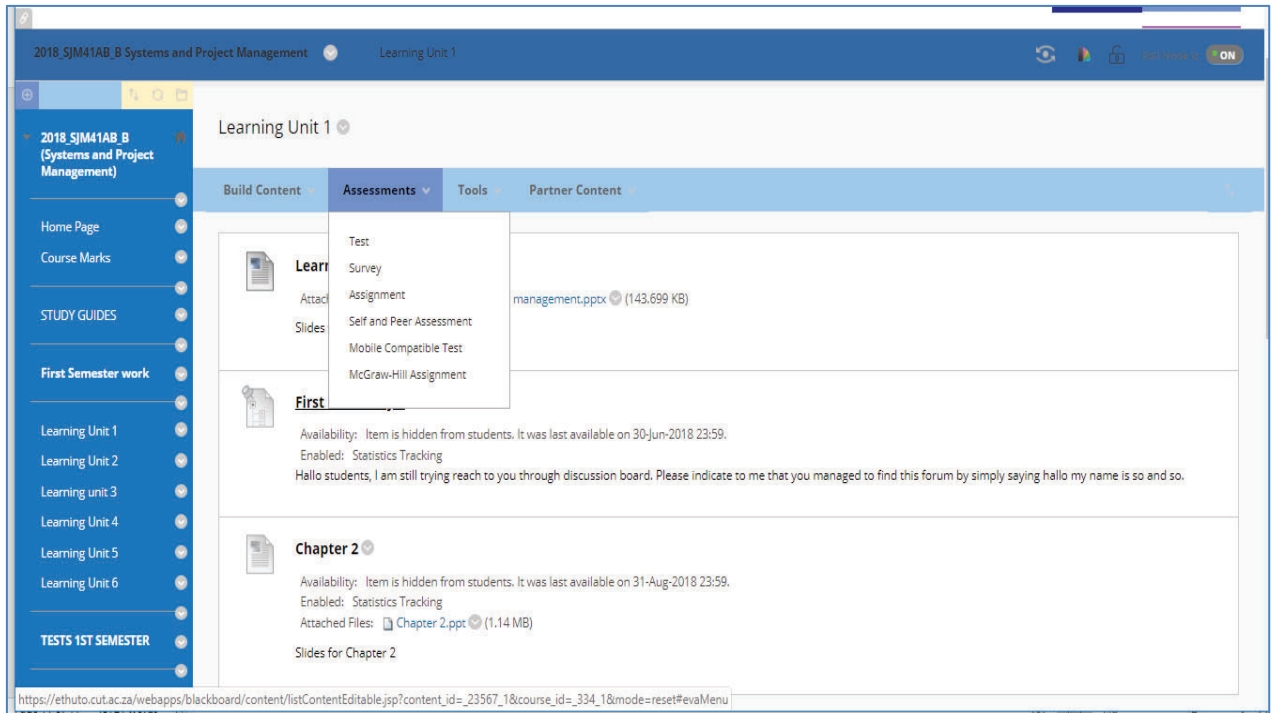 2018_SJM41AB_B Systems and Project Management
Learning Unit 1
ON
2018_SJM41AB_B
(Systems and Project
Management)
Home Page
Course Marks
STUDY GUIDES
First Semester work
Learning Unit 1
Learning Unit 2
Learning unit 3
Learning Unit 4
Learning Unit 5
Learning Unit 6
TESTS 1ST SEMESTER
Learning Unit 1
Build Content
Assessments
Tools
Partner Content
Test
Survey
Assignment
Self and Peer Assessment
Mobile Compatible Test
McGraw-Hill Assignment
management.pptx (143.699 KB)
Slides
First
Availability: Item is hidden from students. It was last available on 30-Jun-2018 23:59.
Enabled: Statistics Tracking
Hallo students, I am still trying reach to you through discussion board. Please indicate to me that you managed to find this forum by simply saying hallo my name is so and so.
Chapter 2
Availability: Item is hidden from students. It was last available on 31-Aug-2018 23:59.
Enabled: Statistics Tracking
Attached Files: Chapter 2.ppt (1.14 MB)
Slides for Chapter 2
https://ethuto.cut.ac.za/webapps/blackboard/content/listContentEditable.jsp?content_id=_23567_1&course_id=_334_1&mode=reset#evaMenu